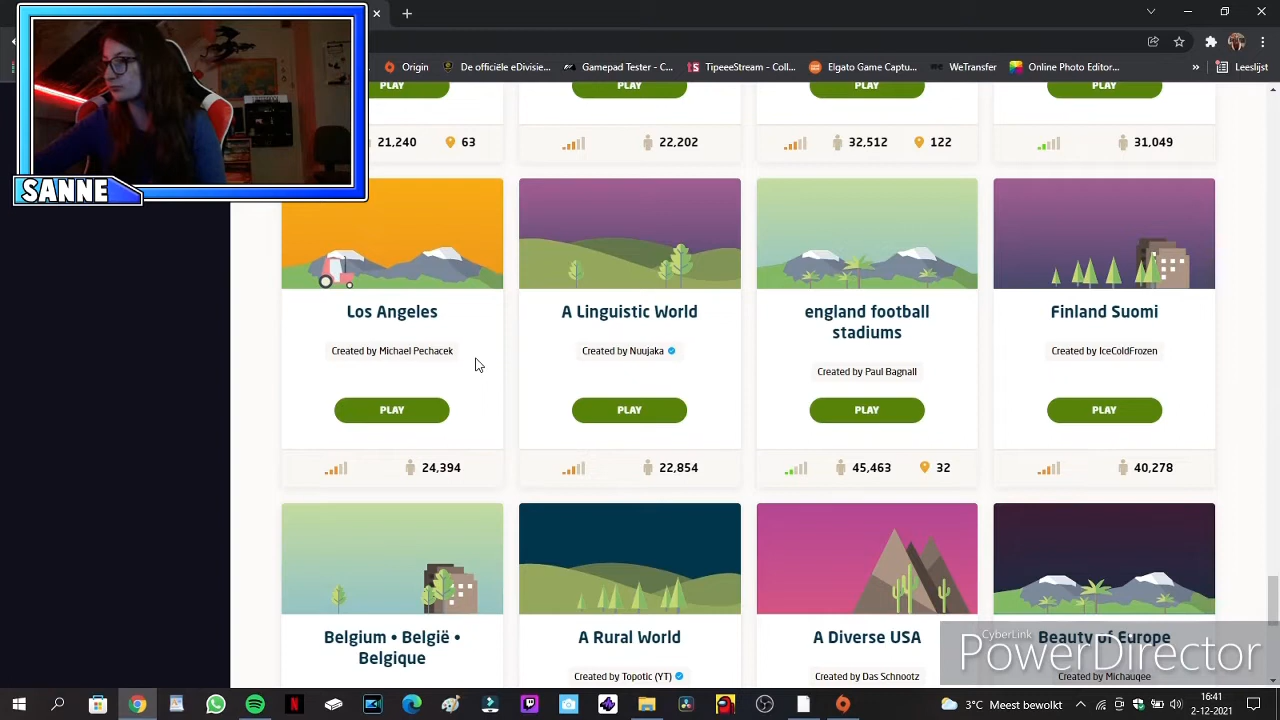 Origin
De officiële eDivisie...
Gamepad Tester - C...
TipeeeStream - Coll...
Elgato Game Captu...
WeTransfer
Online Photo Editor...
»
Leeslijst
PLAY
PLAY
PLAY
PLAY
21,240
63
22,202
32,512
122
31,049
SANNE
Los Angeles
Created by Michael Pechacek
PLAY
24,394
A Linguistic World
Created by Nuujaka
PLAY
22,854
england football
stadiums
Created by Paul Bagnall
PLAY
45,463
32
Finland Suomi
Created by IceColdFrozen
PLAY
40,278
Belgium • België •
Belgique
A Rural World
Created by Topotic (YT)
A Diverse USA
Created by Das Schnootz
Beauty of Europe
Created by Michauqee
CyberLink
PowerDirector
3°C Meest bewolkt
16:41
2-12-2021